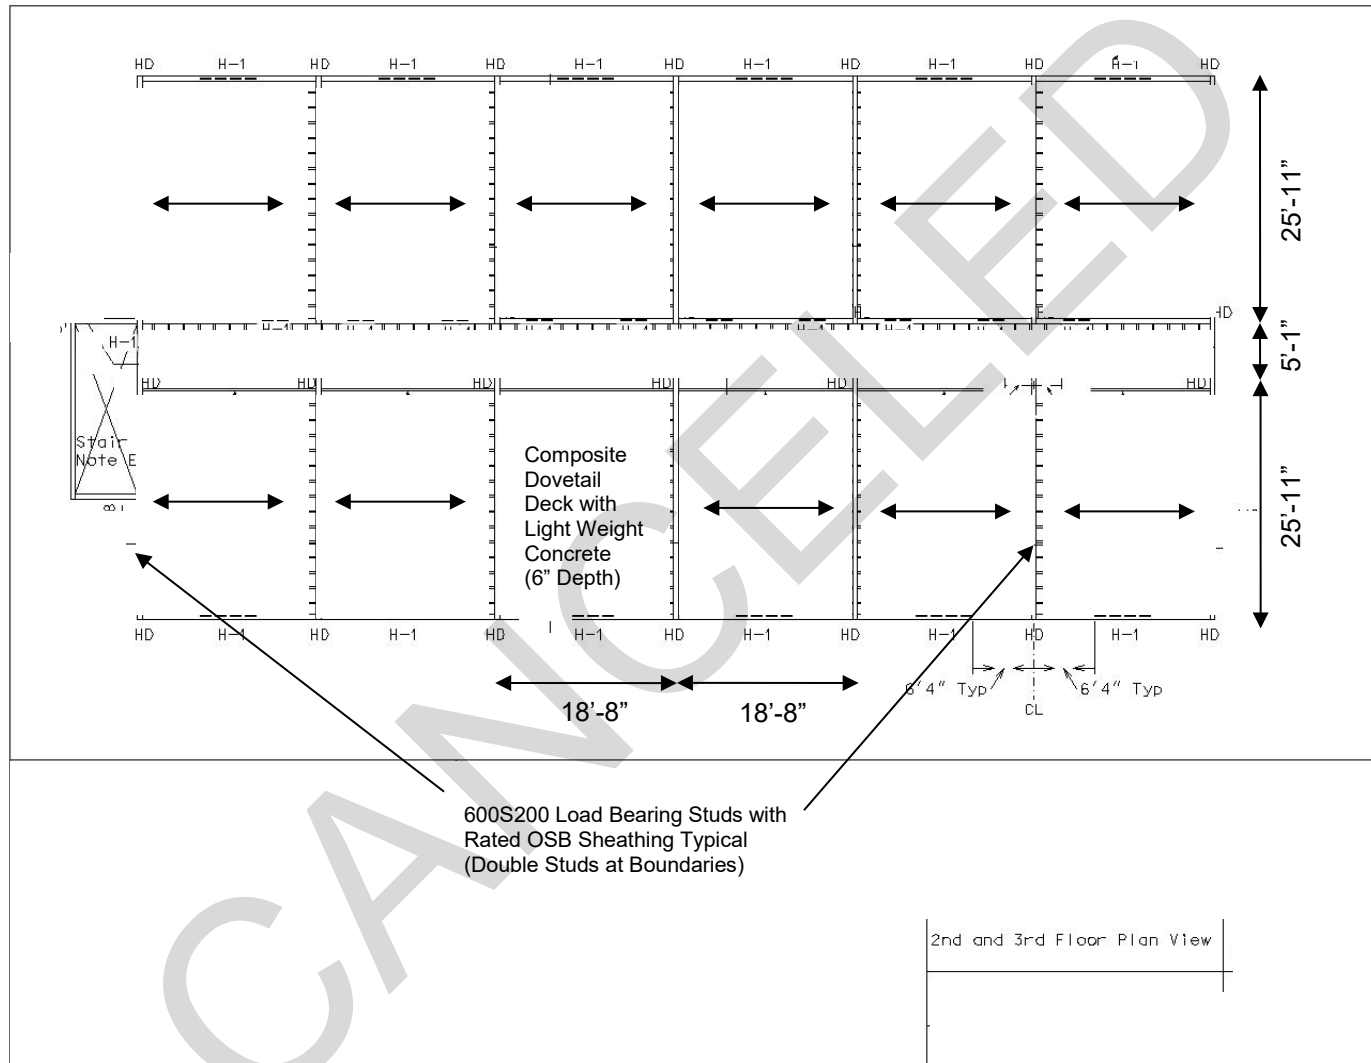 HD H-1 HD H-1 HD H-1 HD H-1 HD H-1 HD H-1 HD
25'-11"
HD
5'-1"
H-1
HD HD HD HD HD HD
Stair
Note E
Composite
Dovetail
Deck with
Light Weight
Concrete
(6" Depth)
25'-11"
HD H-1 HD H-1 HD H-1 HD H-1 HD H-1 HD H-1 HD
18'-8" 18'-8"
6'4" Typ 6'4" Typ
CL
600S200 Load Bearing Studs with
Rated OSB Sheathing Typical
(Double Studs at Boundaries)
2nd and 3rd Floor Plan View
CANCELED